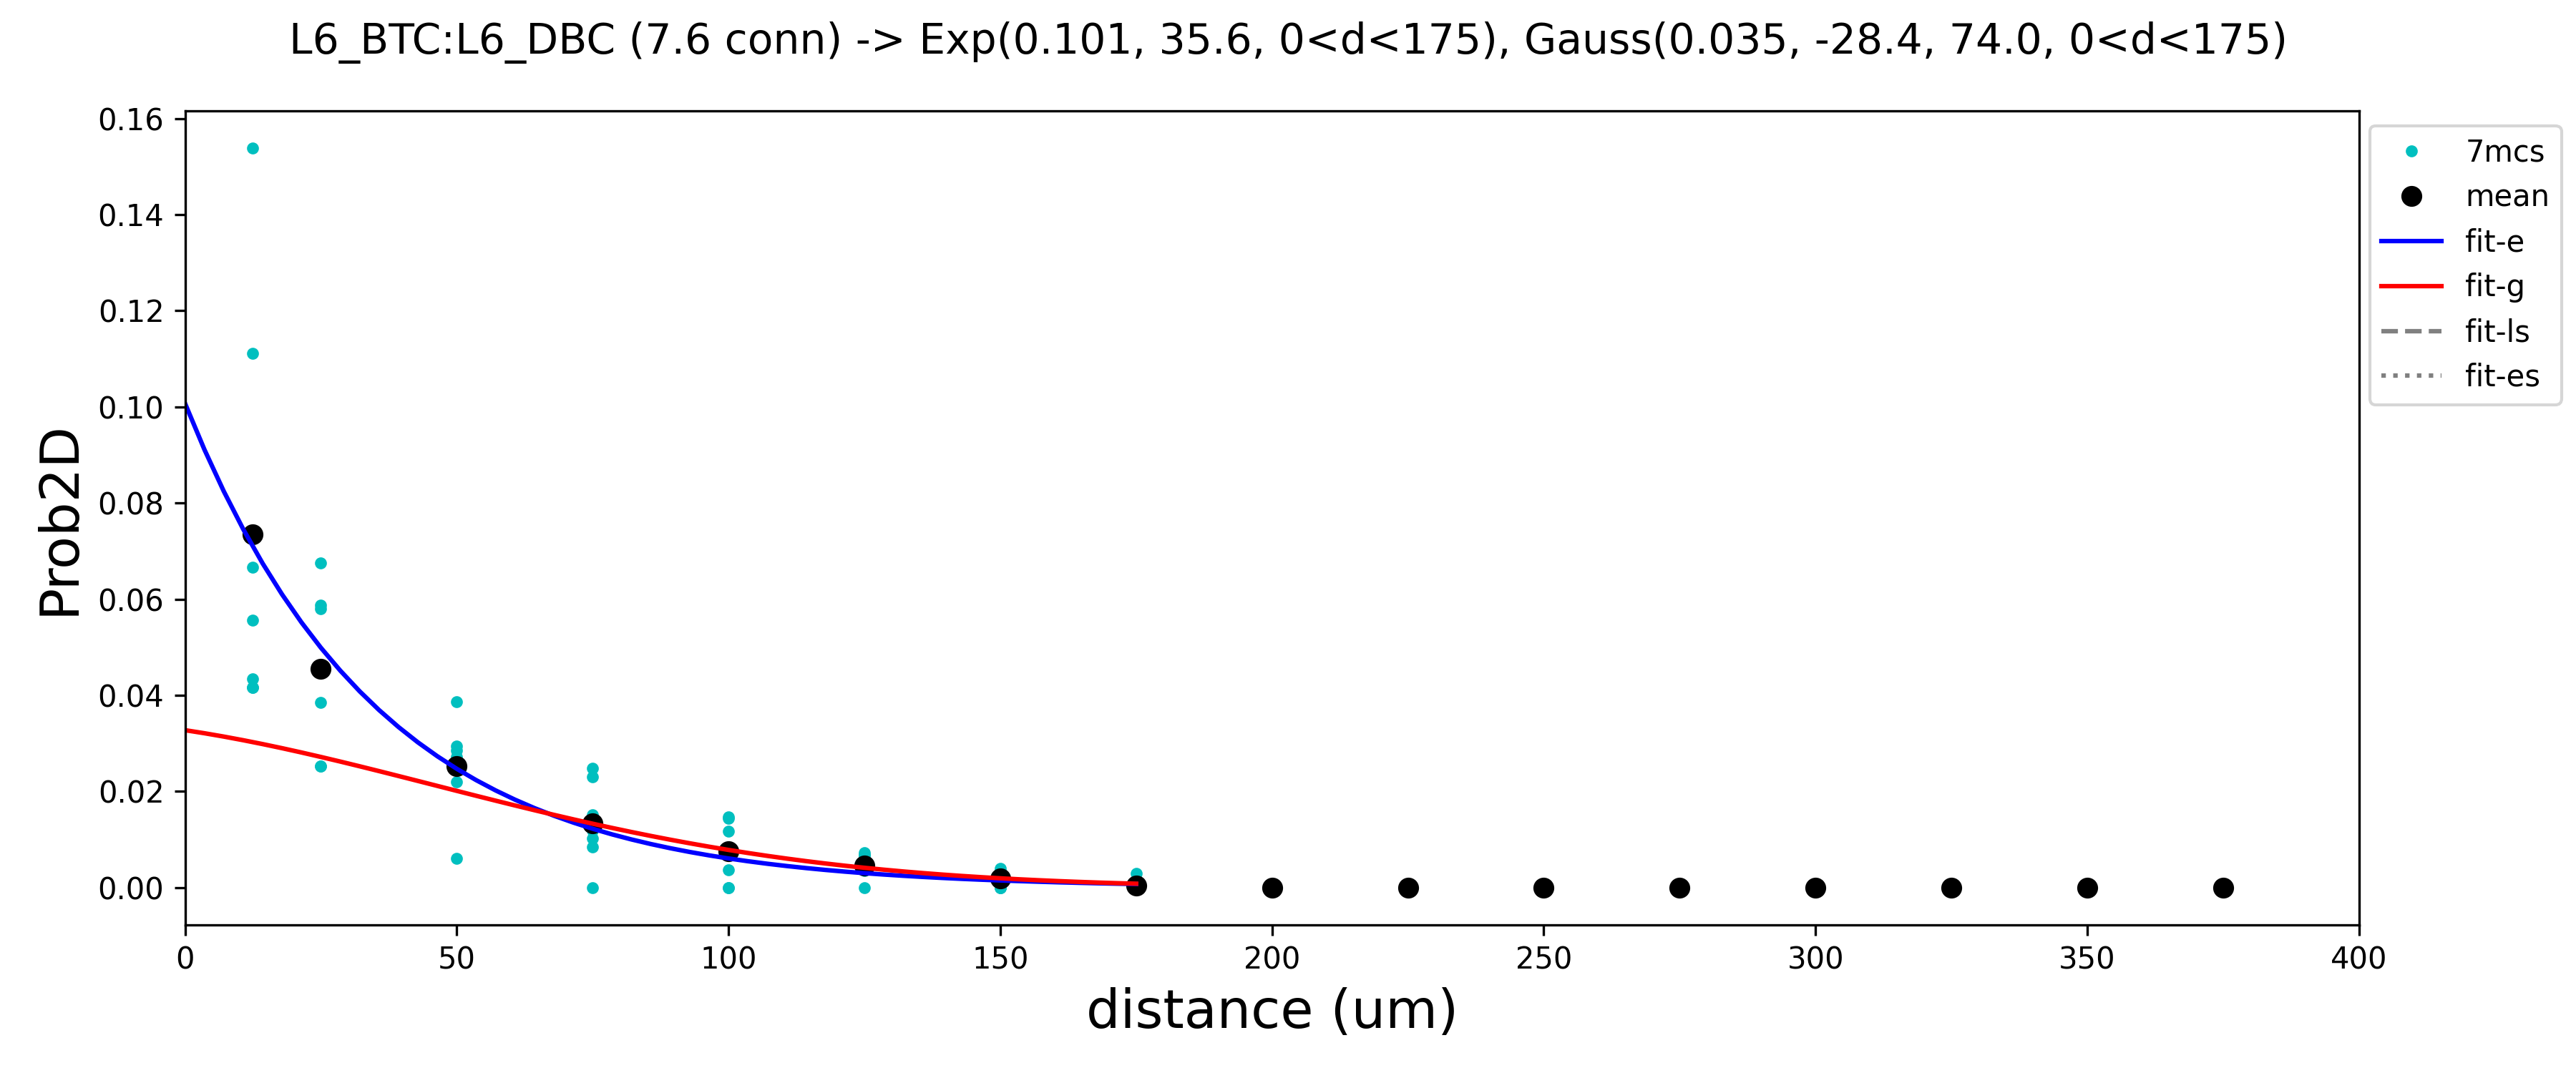 L6_BTC:L6_DBC (7.6 conn) -> Exp(0.101, 35.6, 0<d<175), Gauss(0.035, -28.4, 74.0, 0<d<175)
0.16
0.14
0.12
0.10
0.08
0.06
0.04
0.02
0.00
Prob2D
0 50 100 150 200 250 300 350 400
distance (um)
7mcs
mean
fit-e
fit-g
fit-ls
fit-es